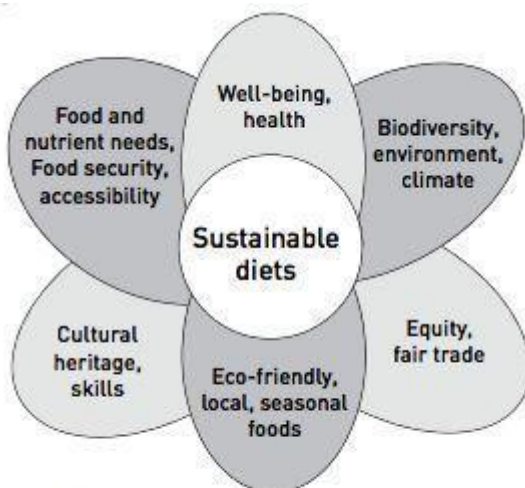 Well-being,
health
Food and
nutrient needs,
Food security,
accessibility
Biodiversity,
environment,
climate
Sustainable
diets
Cultural
heritage,
skills
Equity,
fair trade
Eco-friendly,
local, seasonal
foods